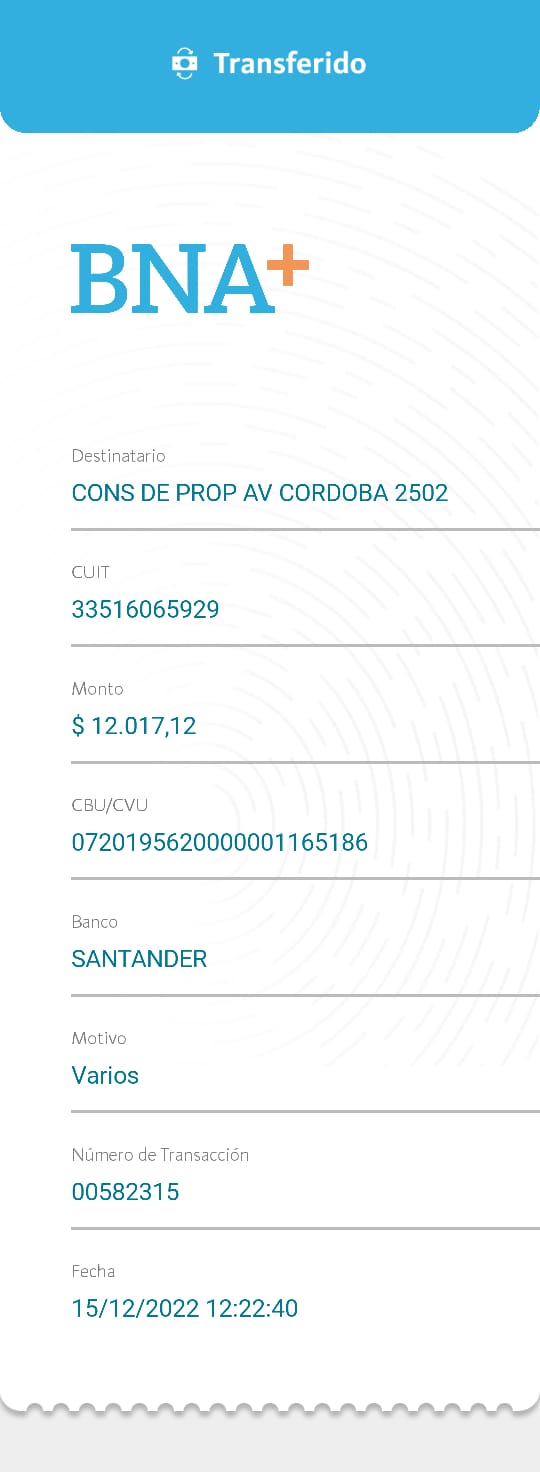 Transferido
BNA+
Destinatario
CONS DE PROP AV CORDOBA 2502
CUIT
33516065929
Monto
$ 12.017,12
CBU/CVU
0720195620000001165186
Banco
SANTANDER
Motivo
Varios
Número de Transacción
00582315
Fecha
15/12/2022 12:22:40